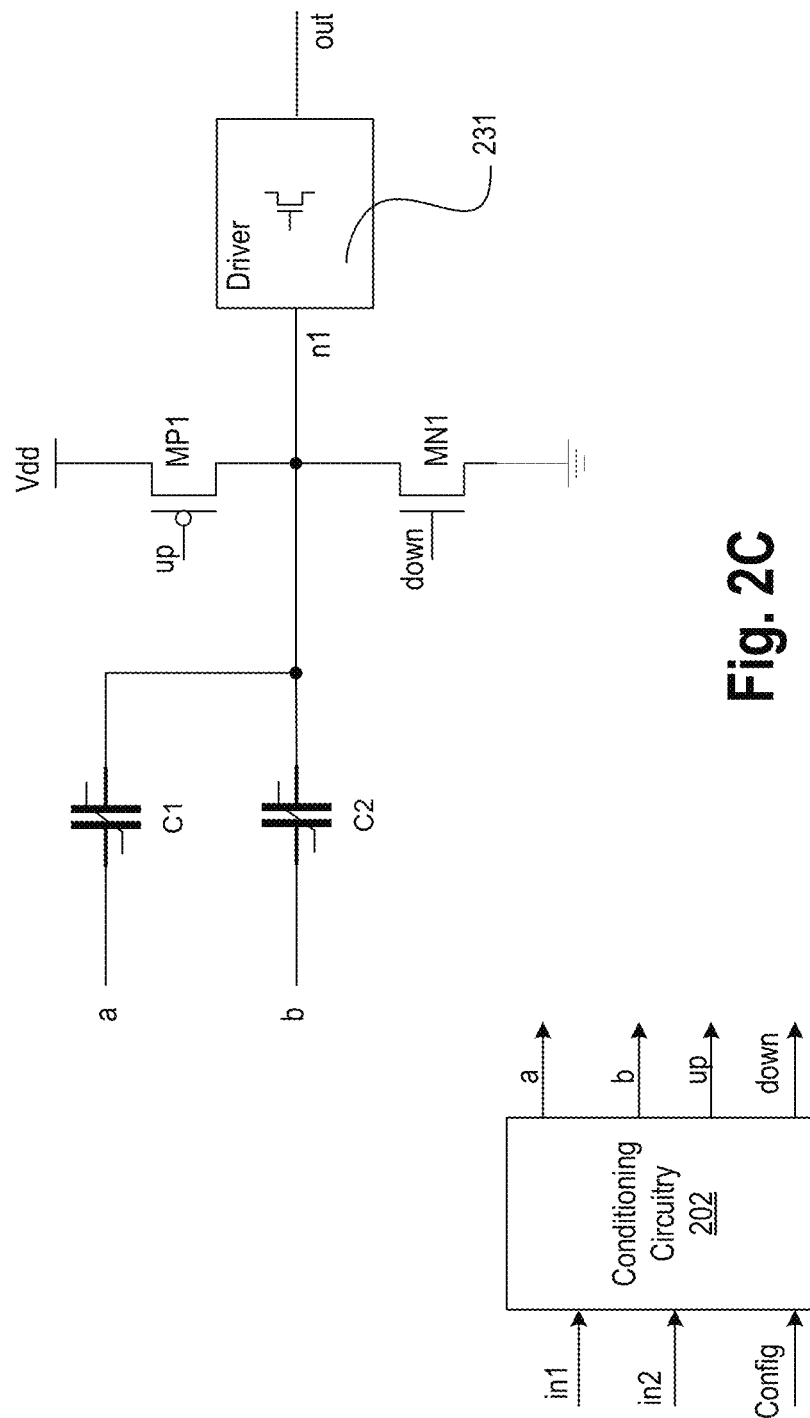 Vdd
up
MP1
a
C1
b
C2
n1
Driver
231
out
down
MN1
in1
in2
Config
Conditioning
Circuitry
202
a
b
up
down
Fig. 2C